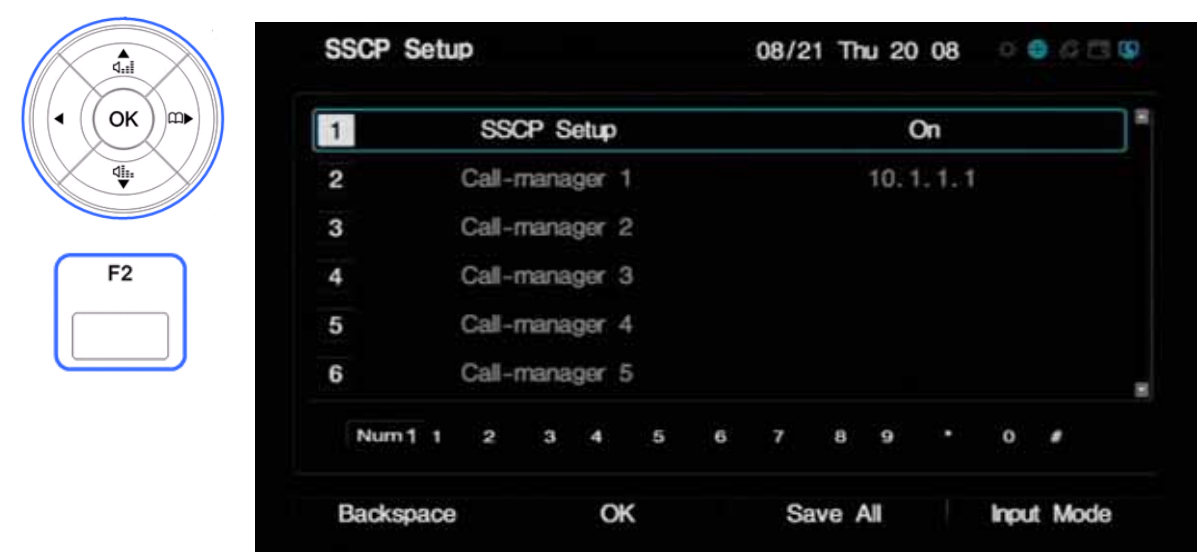 OK
F2
SSCP Setup 08/21 Thu 20 08
1 SSCP Setup On
2 Call-manager 1 10.1.1.1
3 Call-manager 2
4 Call-manager 3
5 Call-manager 4
6 Call-manager 5
Num1 1 2 3 4 5 6 7 8 9 * 0 #
Backspace OK Save All Input Mode